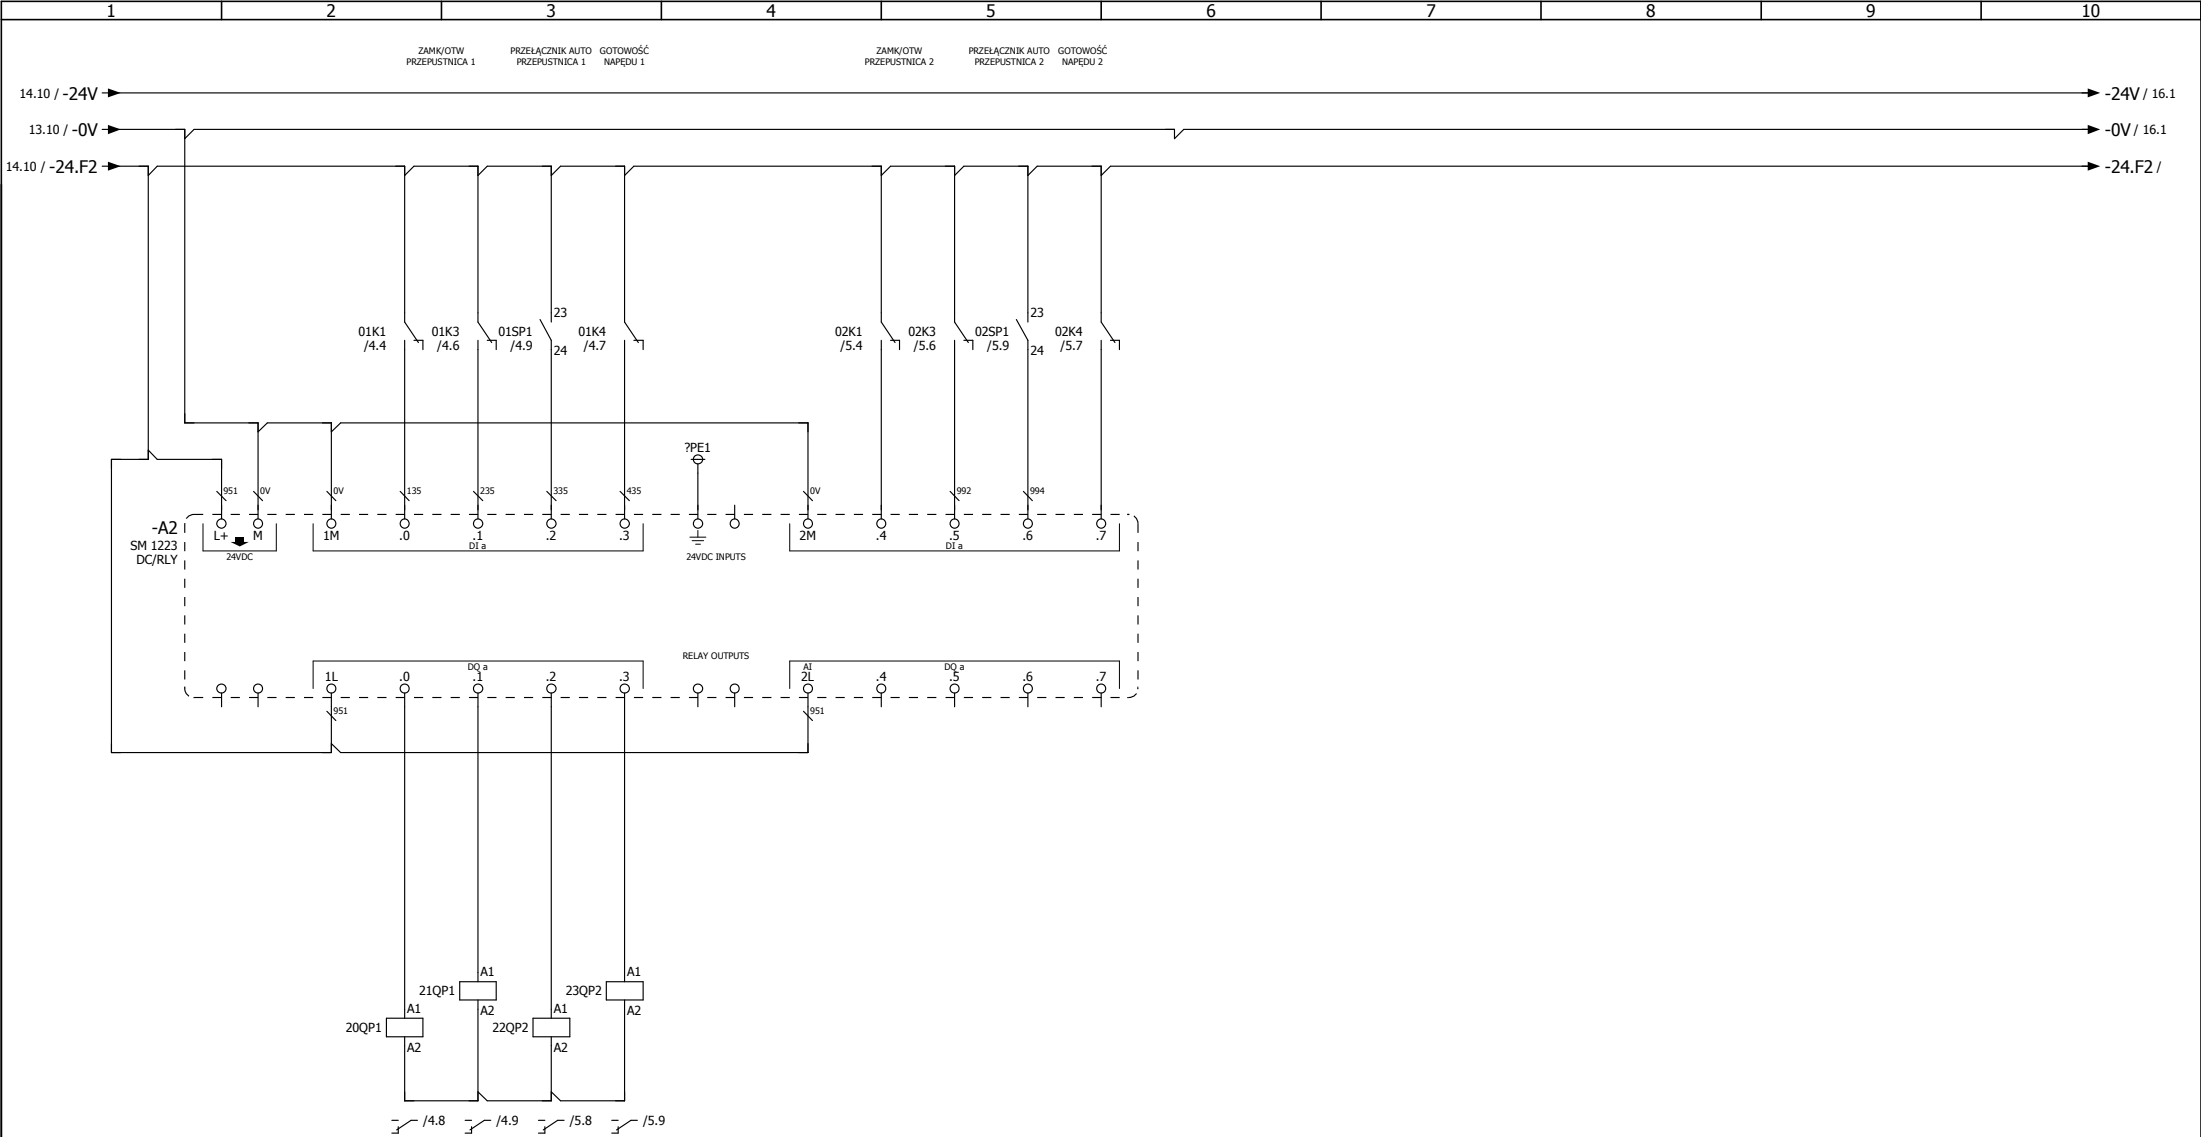 1 2 3 4 5 6 7 8 9 10
ZAMK/OTW PRZEŁĄCZNIK AUTO GOTOWOŚĆ ZAMK/OTW PRZEŁĄCZNIK AUTO GOTOWOŚĆ
PRZEPUSTNICA 1 PRZEPUSTNICA 1 NAPĘDU 1 PRZEPUSTNICA 2 PRZEPUSTNICA 2 NAPĘDU 2
14.10 / -24V -24V / 16.1
13.10 / -0V -0V / 16.1
14.10 / -24.F2 -24.F2 /
23 23
01K1 01K3 01SP1 01K4 02K1 02K3 02SP1 02K4
/4.4 /4.6 /4.9 /4.7 /5.4 /5.6 /5.9 /5.7
24 24
?PE1
951 0V 0V 135 235 335 435 0V 992 994
-A2
L+ M 1M .0 .1 .2 .3 2M .4 .5 .6 .7
SM 1223 DI a DI a
DC/RLY 24VDC 24VDC INPUTS
RELAY OUTPUTS
DQ a AI DQ a
1L .0 .1 .2 .3 2L .4 .5 .6 .7
951 951
A1 A1
21QP1 23QP2
A1 A2 A1 A2
20QP1 22QP2
A2 A2
/4.8 /4.9 /5.8 /5.9